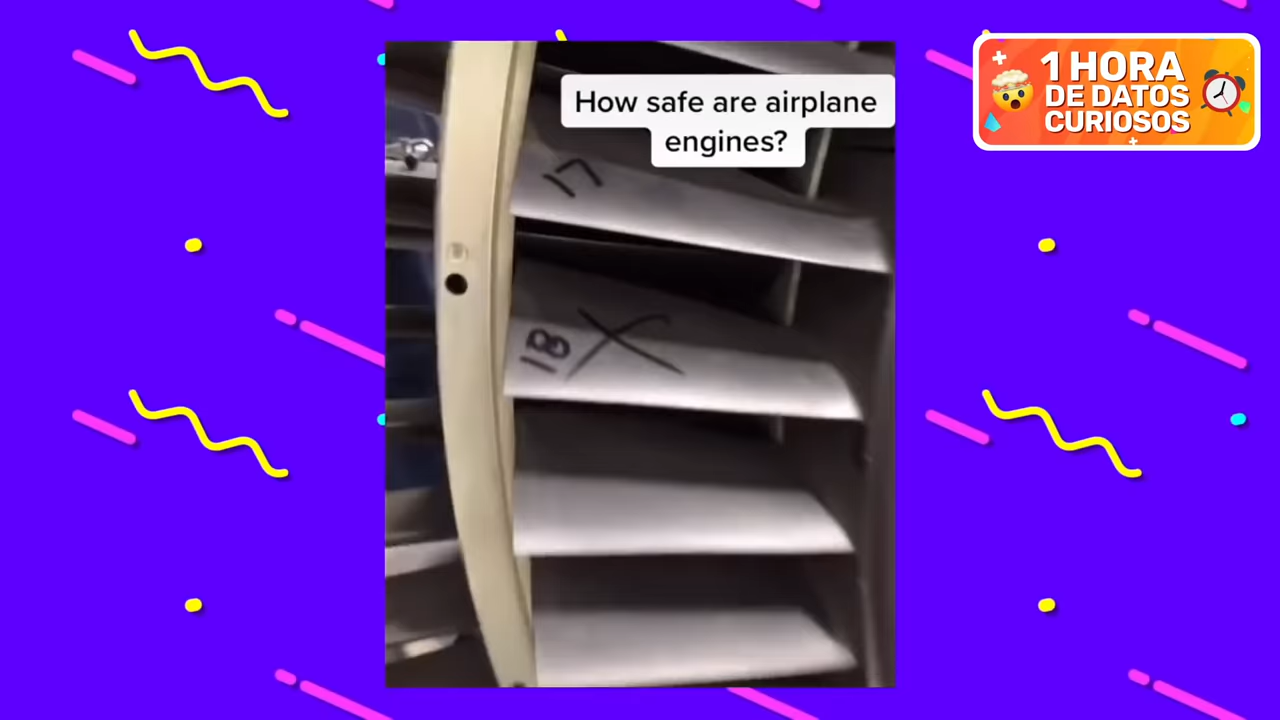 How safe are airplane
engines?
1 HORA
DE DATOS
CURIOSOS
17
18 X